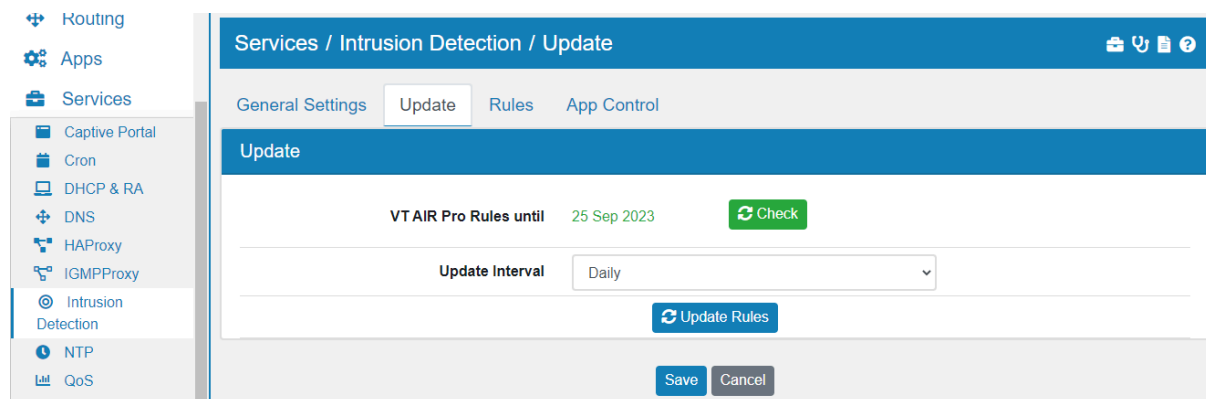 Routing
Apps
Services
Captive Portal
Cron
DHCP & RA
DNS
HAProxy
IGMPProxy
Intrusion
Detection
NTP
QoS
Services / Intrusion Detection / Update
General Settings Update Rules App Control
Update
VT AIR Pro Rules until 25 Sep 2023 Check
Update Interval Daily
Update Rules
Save Cancel